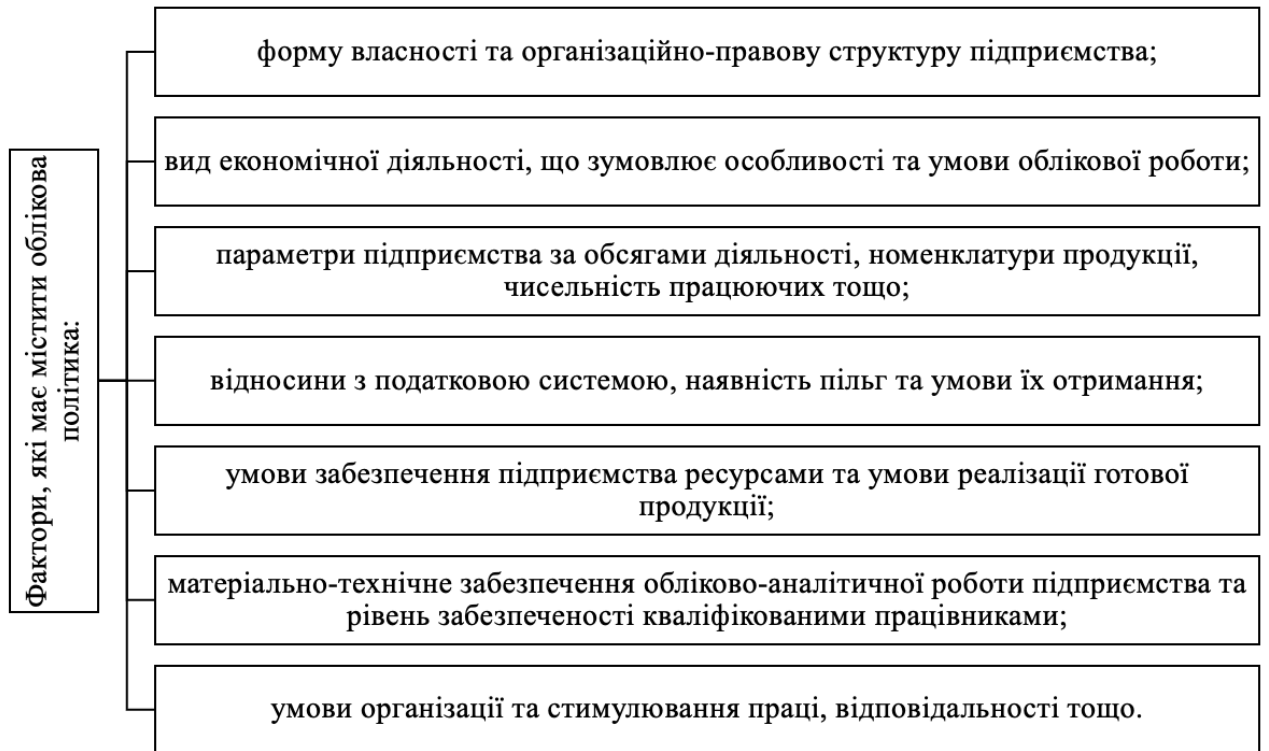 Фактори, які має містити облікова
політика:
форму власності та організаційно-правову структуру підприємства;
вид економічної діяльності, що зумовлює особливості та умови облікової роботи;
параметри підприємства за обсягами діяльності, номенклатури продукції,
чисельність працюючих тощо;
відносини з податковою системою, наявність пільг та умови їх отримання;
умови забезпечення підприємства ресурсами та умови реалізації готової
продукції;
матеріально-технічне забезпечення обліково-аналітичної роботи підприємства та
рівень забезпеченості кваліфікованими працівниками;
умови організації та стимулювання праці, відповідальності тощо.